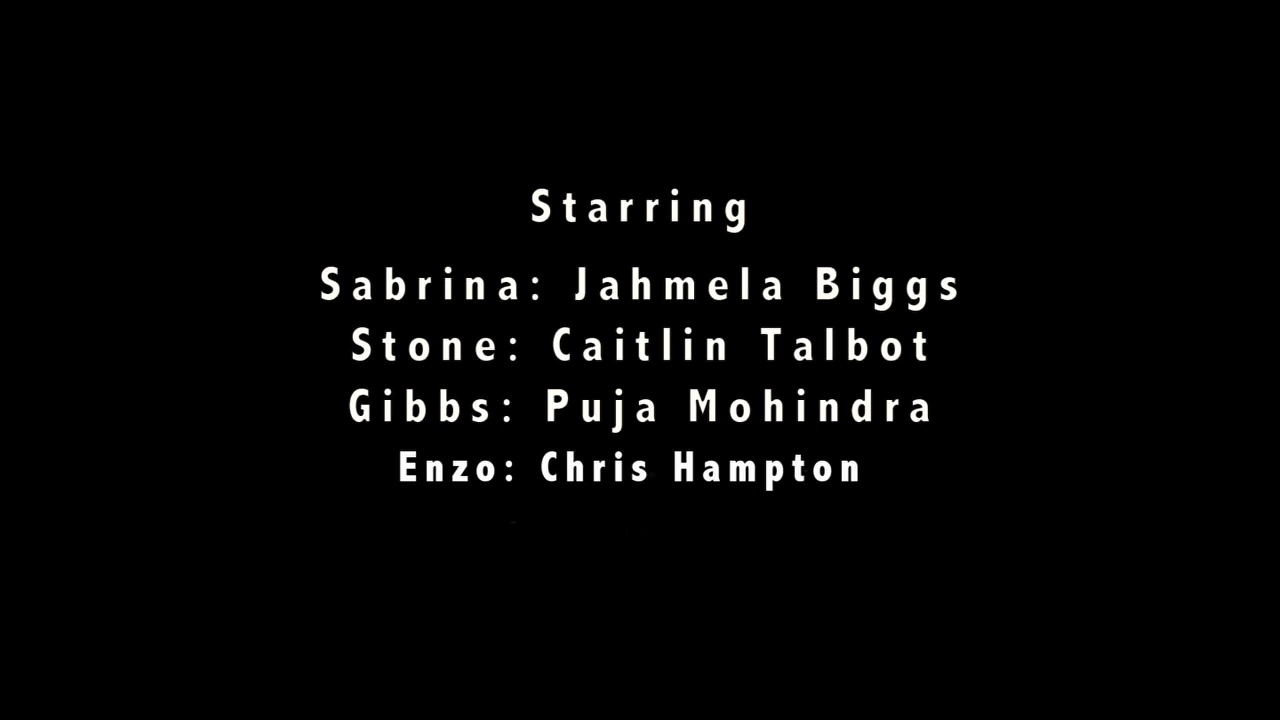 Starring
Sabrina: Jahmela Biggs
Stone: Caitlin Talbot
Gibbs: Puja Mohindra
Enzo: Chris Hampton